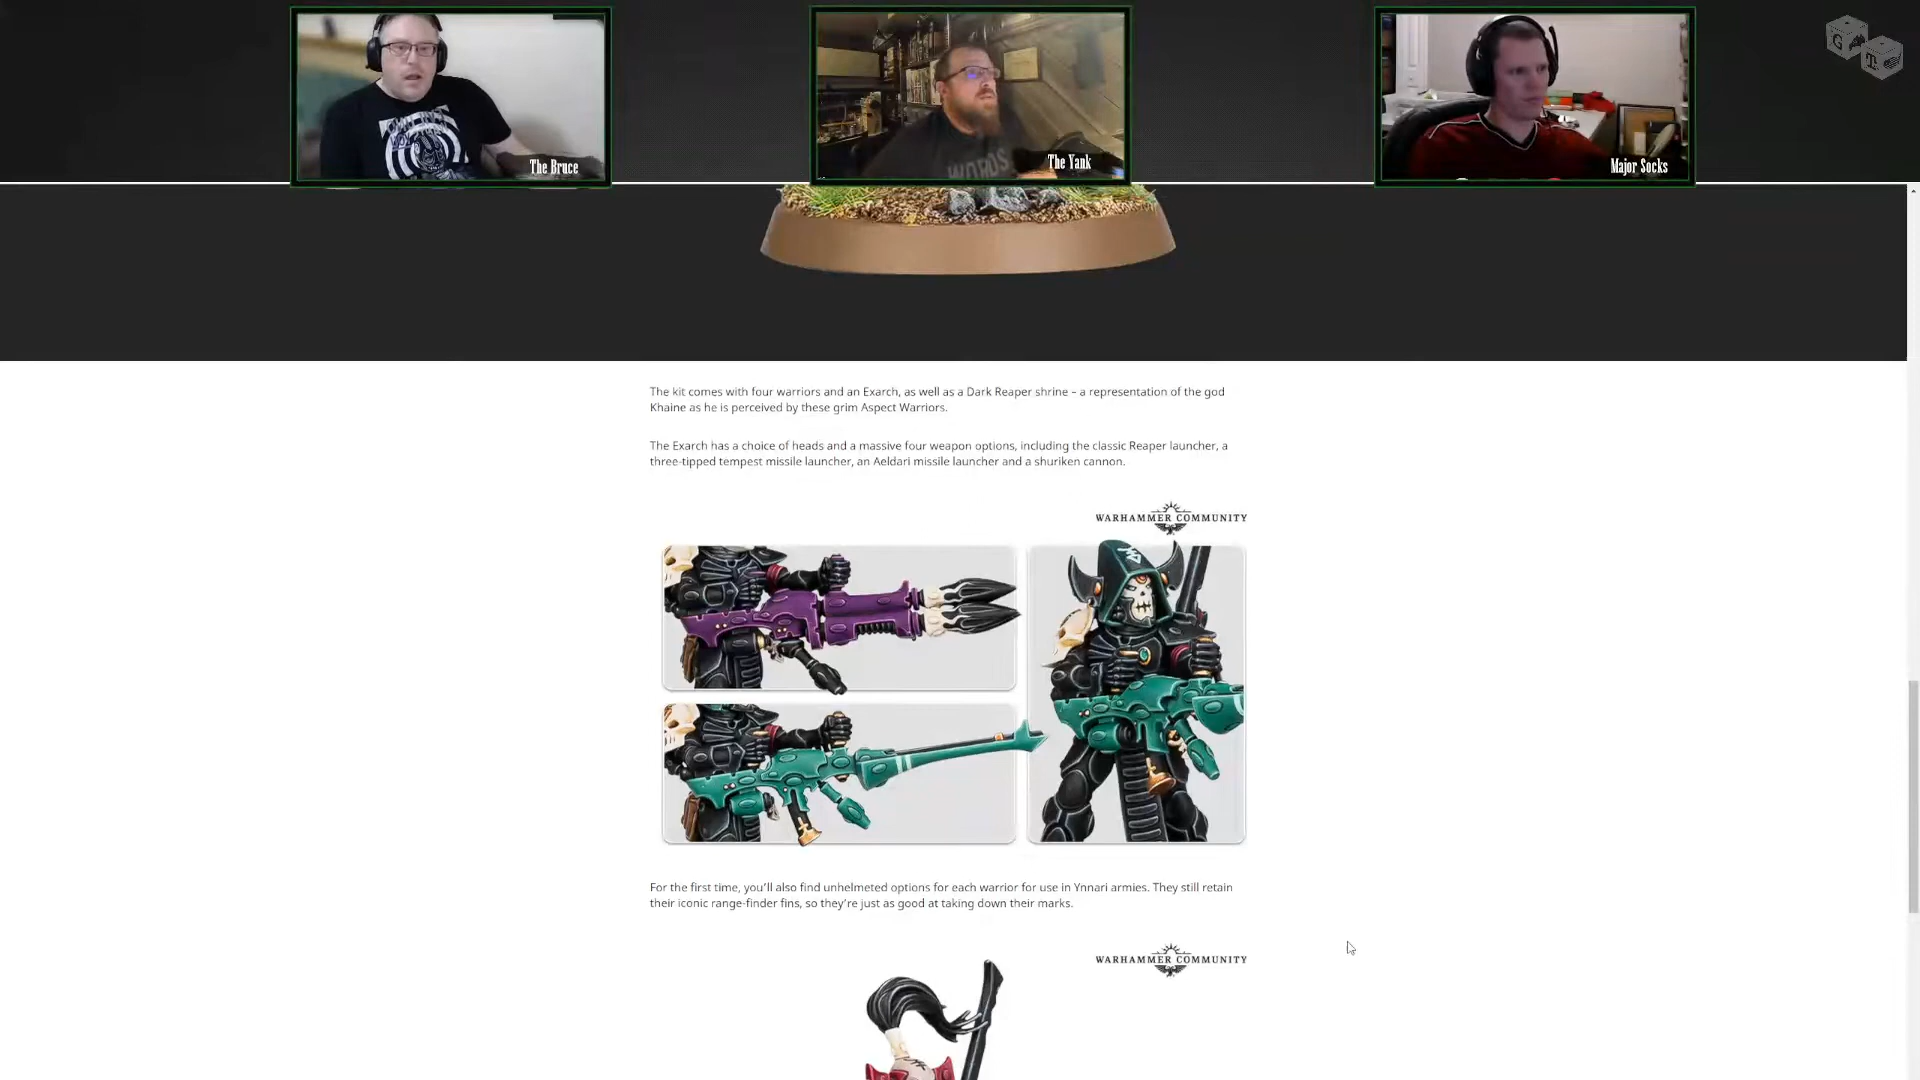 The Bruce
The Yank
WORDS
Major Socks
The kit comes with four warriors and an Exarch, as well as a Dark Reaper shrine – a representation of the god
Khaine as he is perceived by these grim Aspect Warriors.
The Exarch has a choice of heads and a massive four weapon options, including the classic Reaper launcher, a
three-tipped tempest missile launcher, an Aeldari missile launcher and a shuriken cannon.
WARHAMMER COMMUNITY
For the first time, you'll also find unhelmeted options for each warrior for use in Ynnari armies. They still retain
their iconic range-finder fins, so they're just as good at taking down their marks.
WARHAMMER COMMUNITY